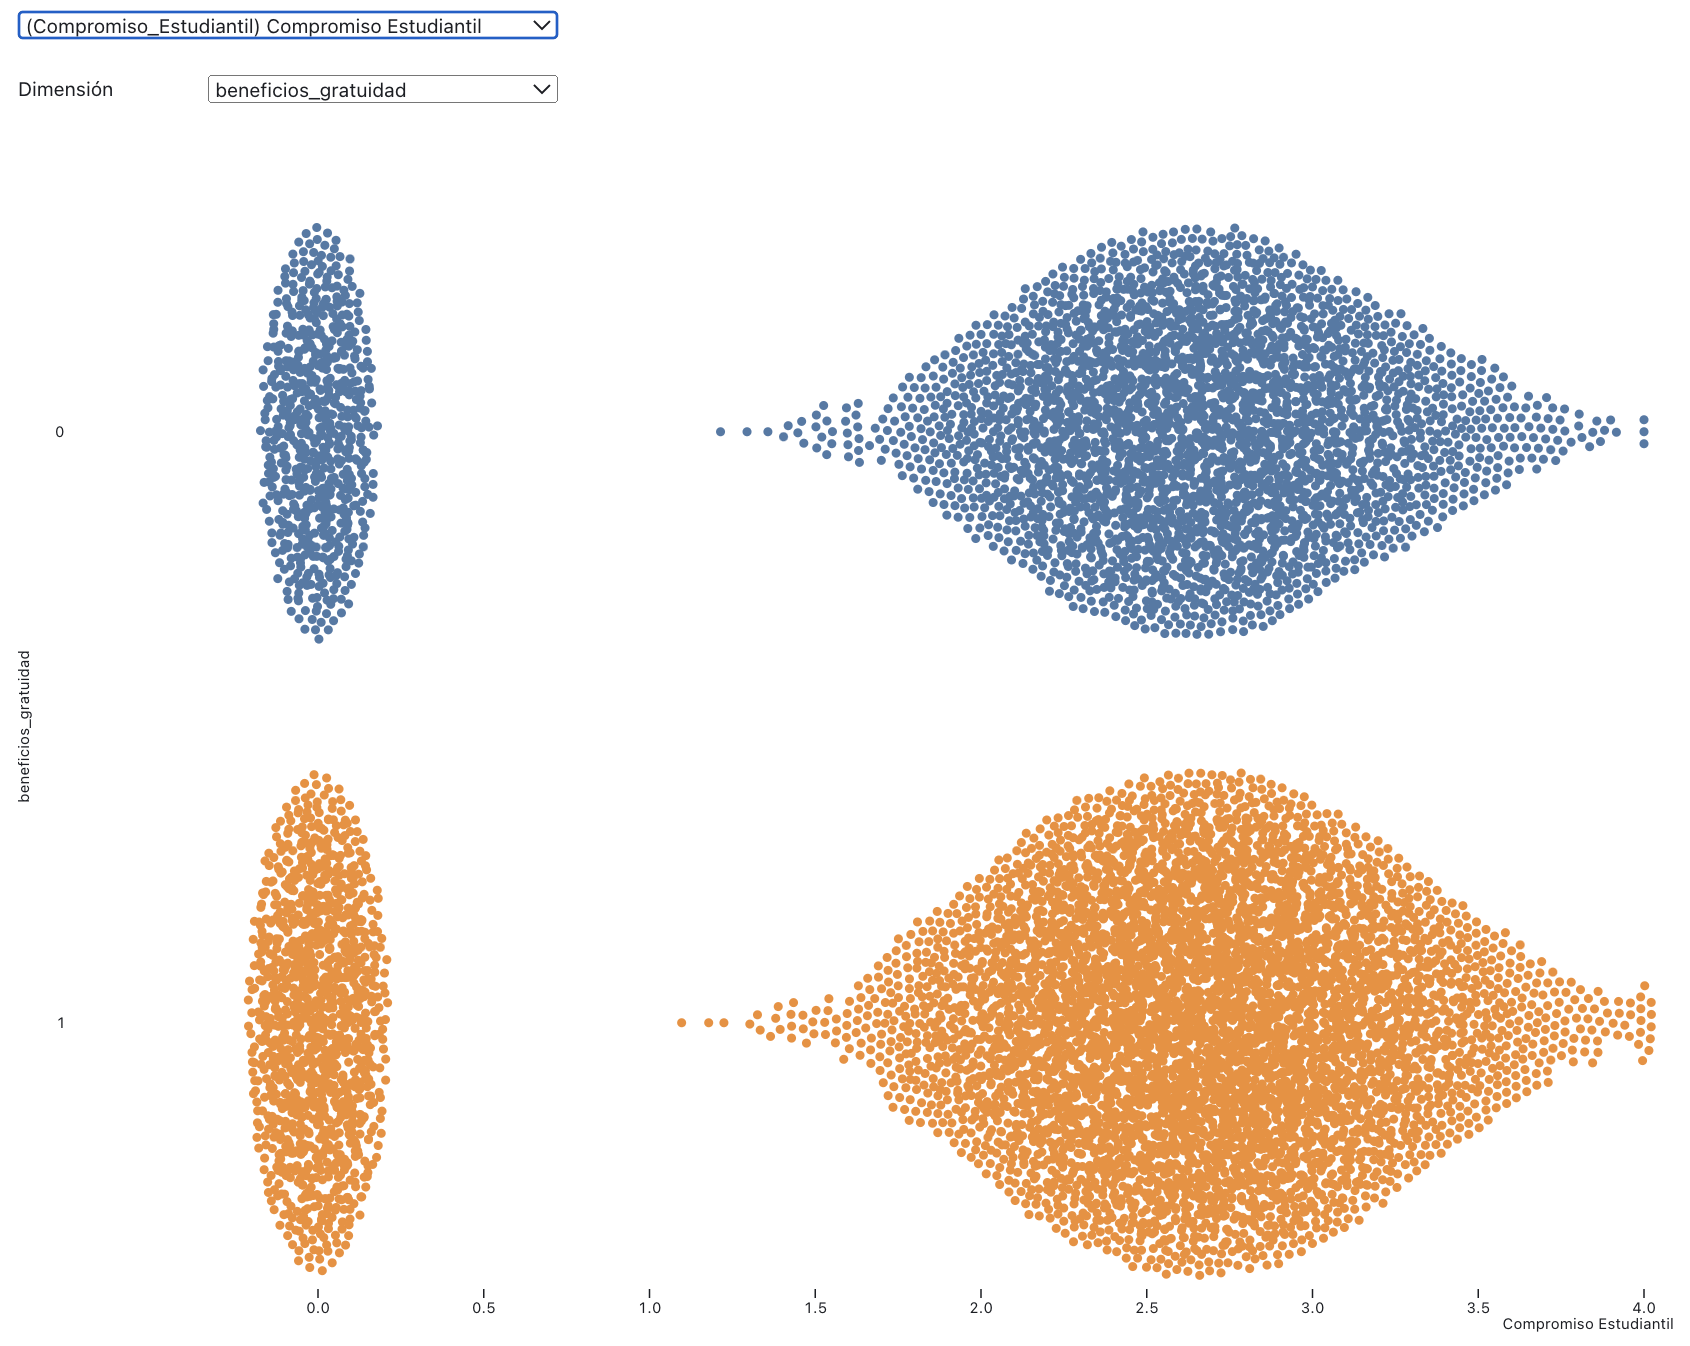 (Compromiso_Estudiantil) Compromiso Estudiantil
Dimensión
beneficios_gratuidad
0
beneficios_gratuidad
1
0.0 0.5 1.0 1.5 2.0 2.5 3.0 3.5 4.0
Compromiso Estudiantil